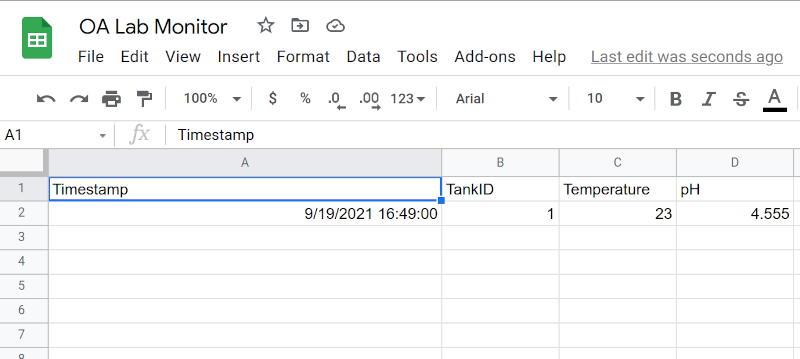 OA Lab Monitor
File Edit View Insert Format Data Tools Add-ons Help Last edit was seconds ago
100% $ % .0 .00 123 Arial 10 B I S A
A1 fx Timestamp
A B C D
1 Timestamp TankID Temperature pH
2 9/19/2021 16:49:00 1 23 4.555
3
4
5
6
7
8